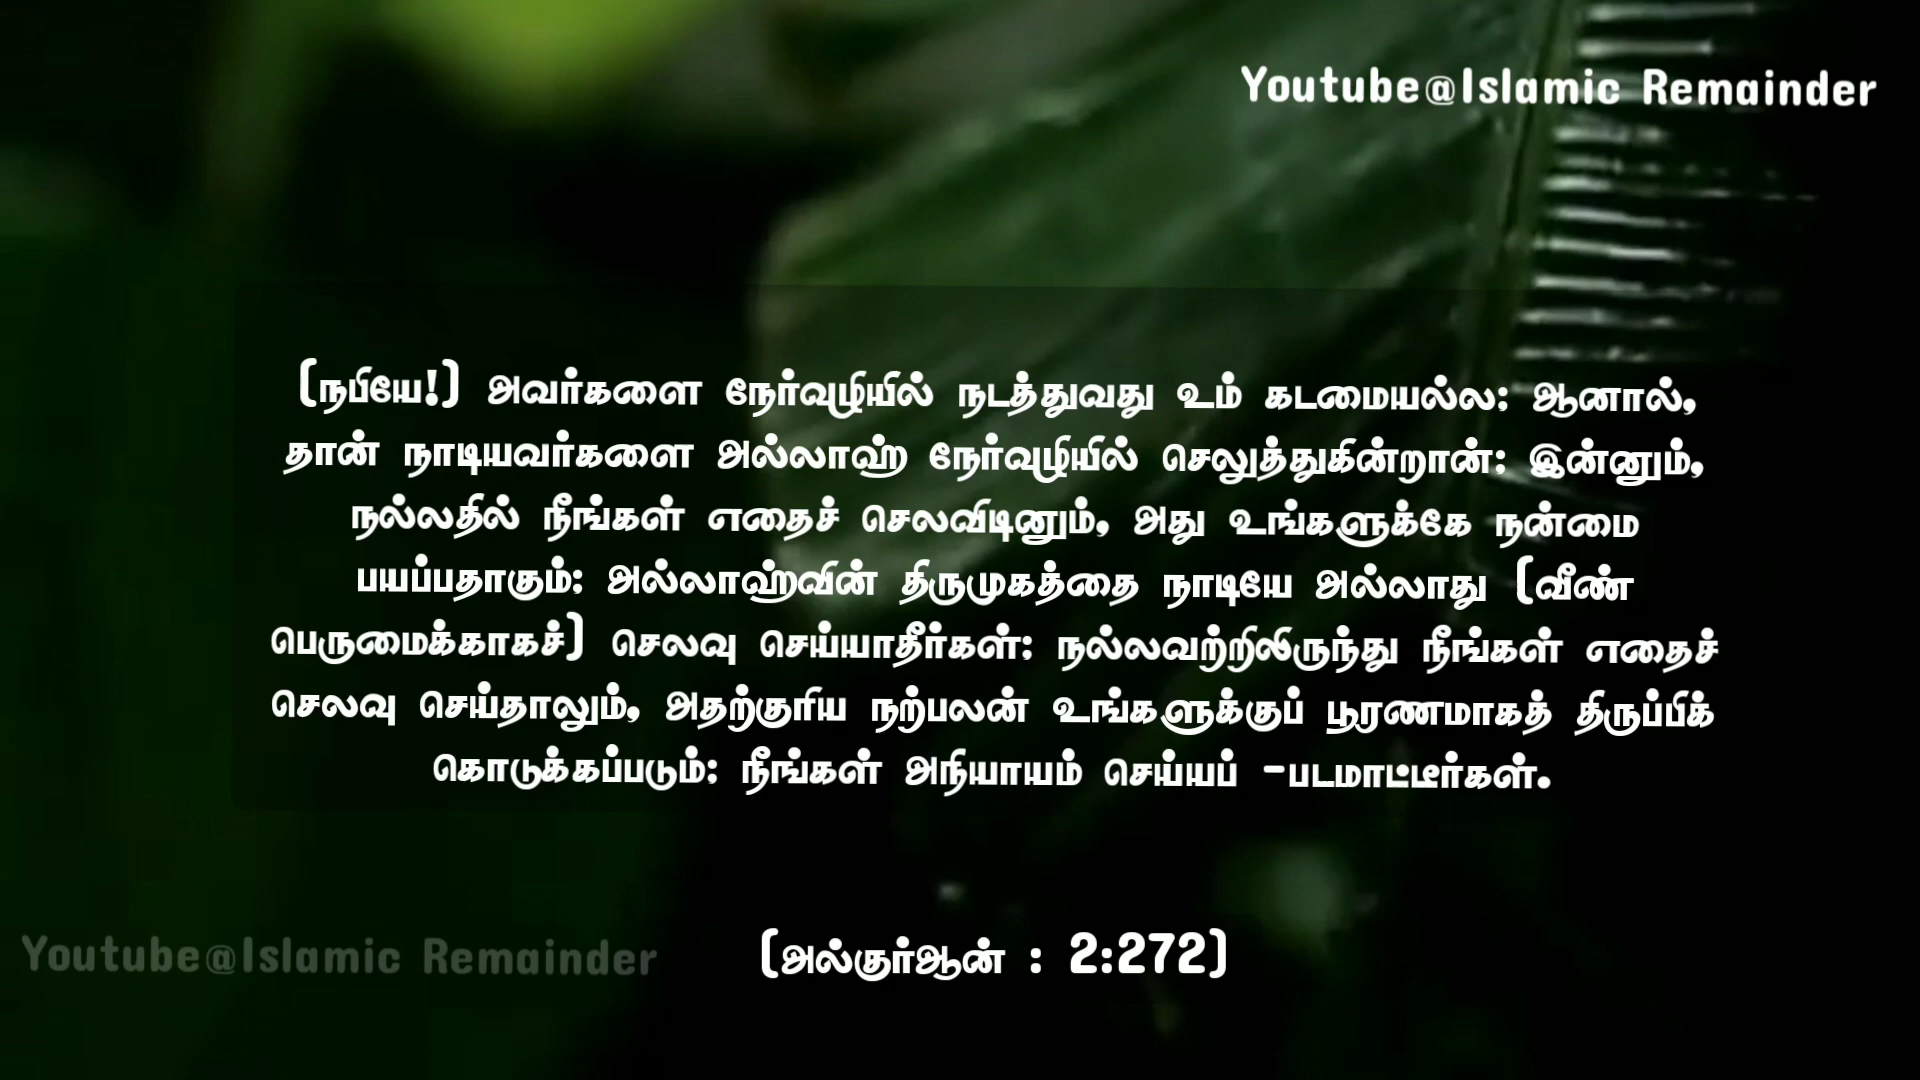 Youtube@Islamic Remainder
(நபியே!) அவர்களை நேர்வழியில் நடத்துவது உம் கடமையல்ல: ஆனால்,
தான் நாடியவர்களை அல்லாஹ் நேர்வழியில் செலுத்துகின்றான்: இன்னும்,
நல்லதில் நீங்கள் எதைச் செலவிடினும், அது உங்களுக்கே நன்மை
பயப்பதாகும்: அல்லாஹ்வின் திருமுகத்தை நாடியே அல்லாது (வீண்
பெருமைக்காகச்) செலவு செய்யாதீர்கள்: நல்லவற்றிலிருந்து நீங்கள் எதைச்
செலவு செய்தாலும், அதற்குரிய நற்பலன் உங்களுக்குப் பூரணமாகத் திருப்பிக்
கொடுக்கப்படும்: நீங்கள் அநியாயம் செய்யப் -படமாட்டீர்கள்.
Youtube@Islamic Remainder
(அல்குர்ஆன் : 2:272)